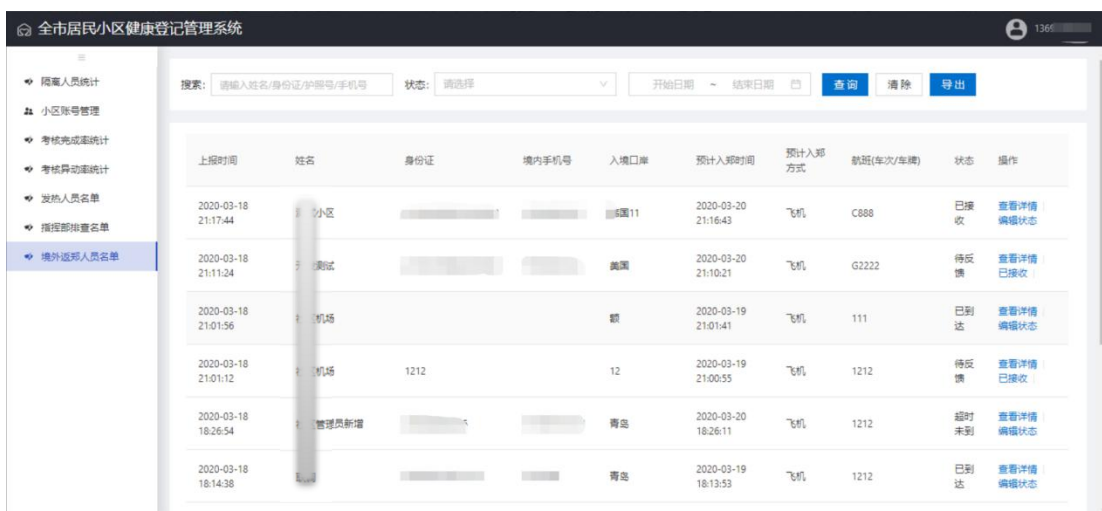 全市居民小区健康登记管理系统
136
隔离人员统计
小区账号管理
考核完成率统计
考核异动率统计
发热人员名单
指挥部排查名单
境外返郑人员名单
搜索: 请输入姓名/身份证/护照号/手机号 状态: 请选择 开始日期 ~ 结束日期 查询 清除 导出
上报时间 姓名 身份证 境内手机号 入境口岸 预计入郑时间 预计入郑 航班(车次/车牌) 状态 操作
方式
2020-03-18 小区 国11 2020-03-20 飞机 C888 已接 查看详情
21:17:44 21:16:43 收 编辑状态
2020-03-18 测试 美国 2020-03-20 飞机 G2222 待反 查看详情
21:11:24 21:10:21 馈 已接收
2020-03-18 机场 额 2020-03-19 飞机 111 已到 查看详情
21:01:56 21:01:41 达 编辑状态
2020-03-18 机场 1212 12 2020-03-19 飞机 1212 待反 查看详情
21:01:12 21:00:55 馈 已接收
2020-03-18 管理员新增 青岛 2020-03-20 飞机 1212 超时 查看详情
18:26:54 18:26:11 未到 编辑状态
2020-03-18 青岛 2020-03-19 飞机 1212 已到 查看详情
18:14:38 18:13:53 达 编辑状态